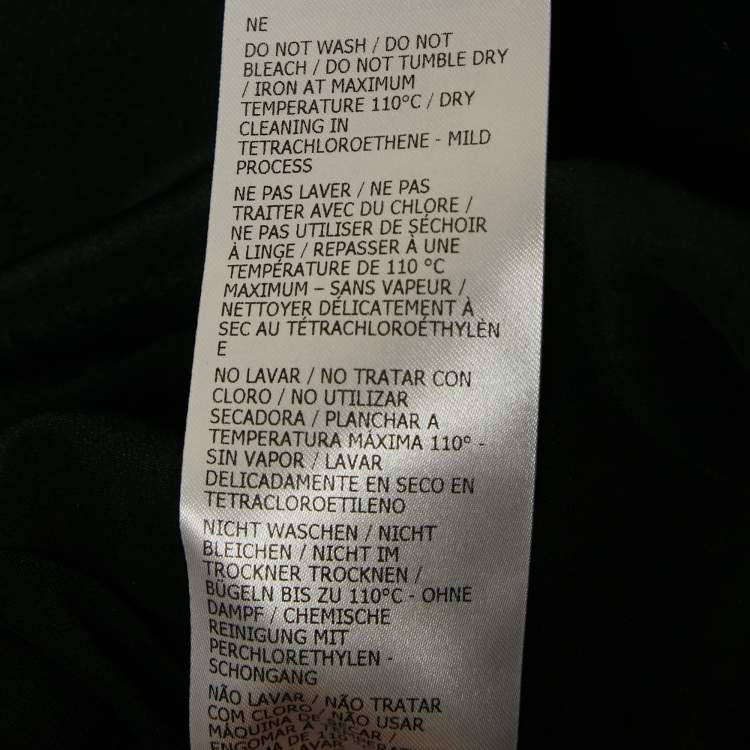 NE
DO NOT WASH / DO NOT
BLEACH / DO NOT TUMBLE DRY
/ IRON AT MAXIMUM
TEMPERATURE 110°C / DRY
CLEANING IN
TETRACHLOROETHENE - MILD
PROCESS
NE PAS LAVER / NE PAS
TRAITER AVEC DU CHLORE /
NE PAS UTILISER DE SÉCHOIR
À LINGE / REPASSER À UNE
TEMPÉRATURE DE 110 °C
MAXIMUM – SANS VAPEUR /
NETTOYER DÉLICATEMENT À
SEC AU TÉTRACHLOROÉTHYLÈN
E
NO LAVAR / NO TRATAR CON
CLORO / NO UTILIZAR
SECADORA / PLANCHAR A
TEMPERATURA MÁXIMA 110° -
SIN VAPOR / LAVAR
DELICADAMENTE EN SECO EN
TETRACLOROETILENO
NICHT WASCHEN / NICHT
BLEICHEN / NICHT IM
TROCKNER TROCKNEN /
BÜGELN BIS ZU 110°C - OHNE
DAMPF / CHEMISCHE
REINIGUNG MIT
PERCHLORETHYLEN -
SCHONGANG
NÃO LAVAR / NÃO TRATAR
COM CLORO / NÃO USAR
MÁQUINA DE SECAR /
ENGOMAR A
LAVAR